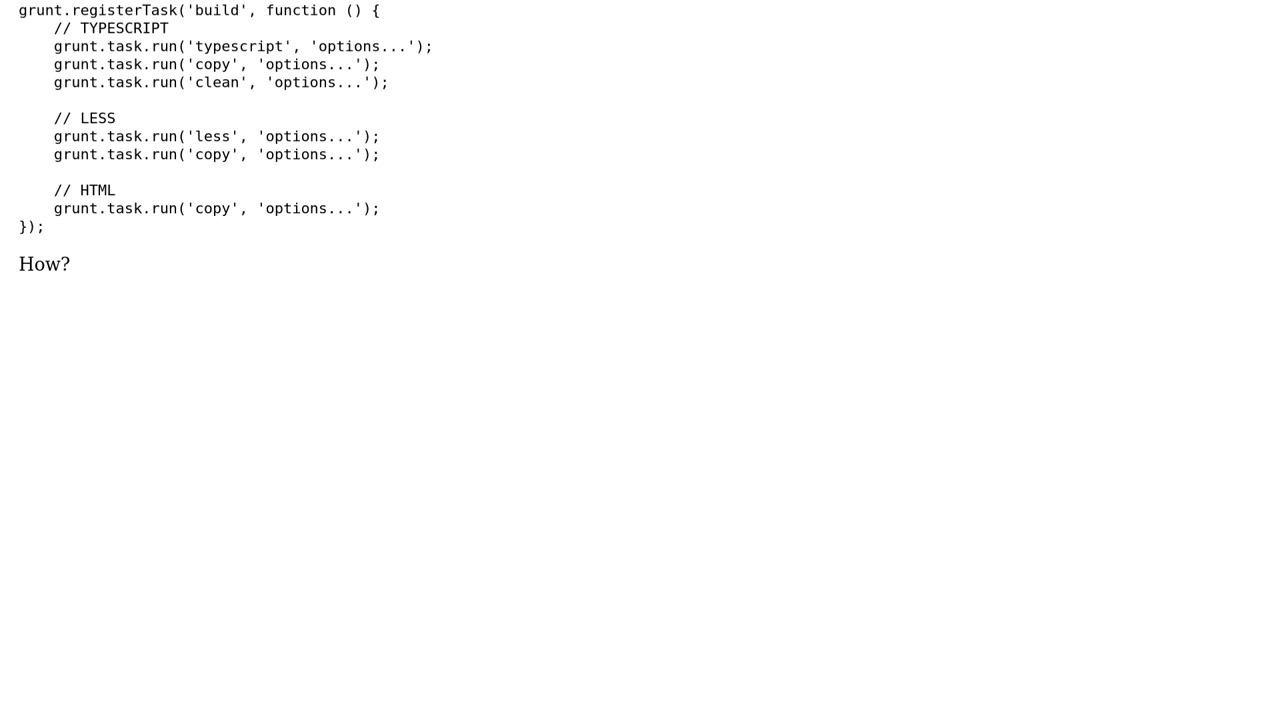 grunt.registerTask('build', function () {
    // TYPESCRIPT
    grunt.task.run('typescript', 'options...');
    grunt.task.run('copy', 'options...');
    grunt.task.run('clean', 'options...');

    // LESS
    grunt.task.run('less', 'options...');
    grunt.task.run('copy', 'options...');

    // HTML
    grunt.task.run('copy', 'options...');
});
How?